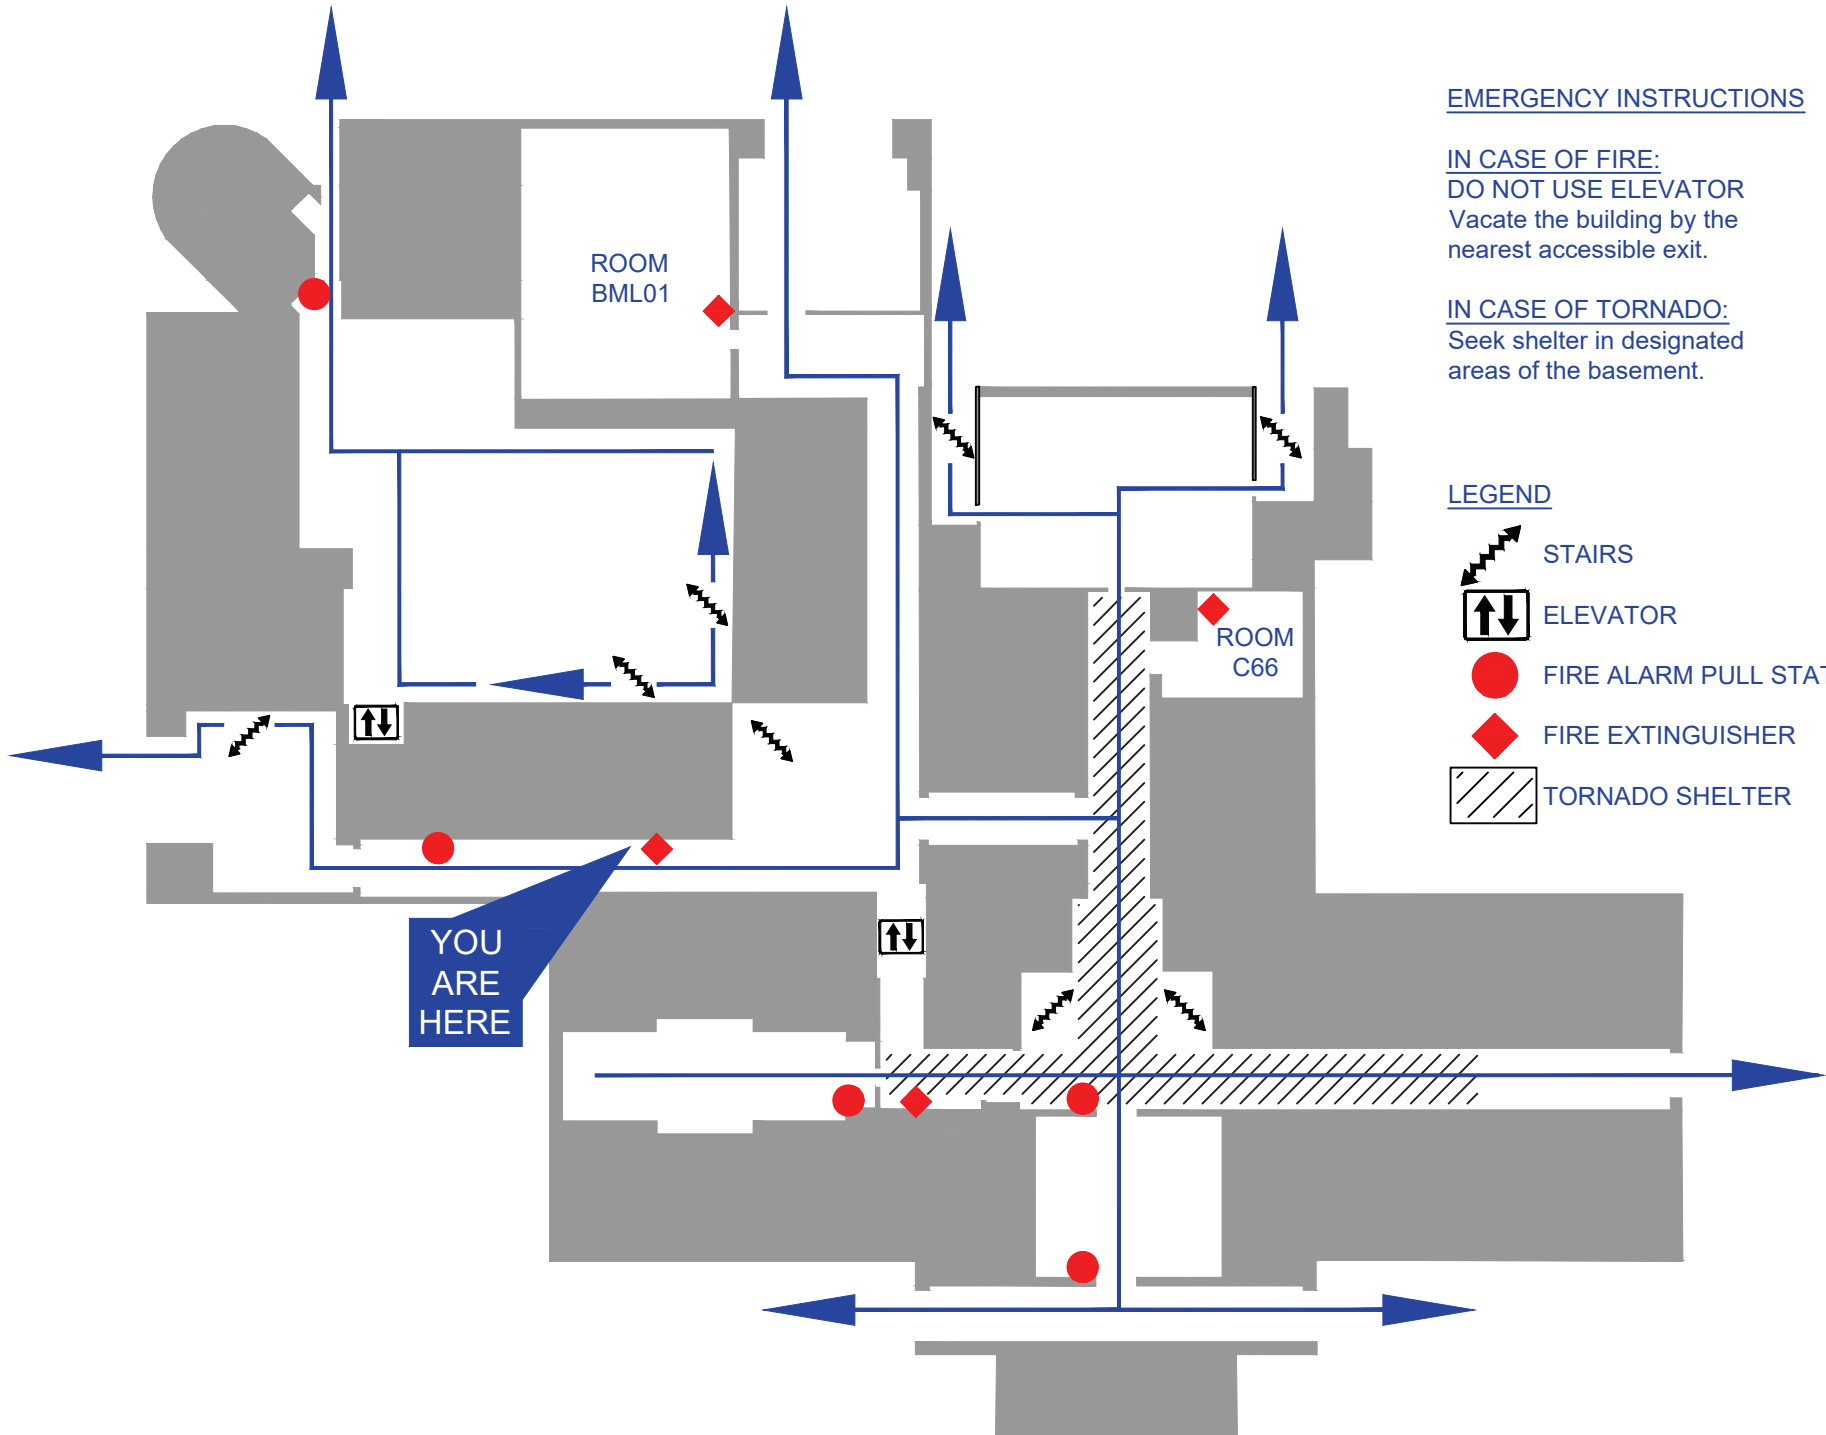 EMERGENCY INSTRUCTIONS
IN CASE OF FIRE:
DO NOT USE ELEVATOR
Vacate the building by the
nearest accessible exit.
IN CASE OF TORNADO:
Seek shelter in designated
areas of the basement.
ROOM
BML01
LEGEND
STAIRS
ELEVATOR
FIRE ALARM PULL STAT
FIRE EXTINGUISHER
TORNADO SHELTER
ROOM
C66
YOU
ARE
HERE